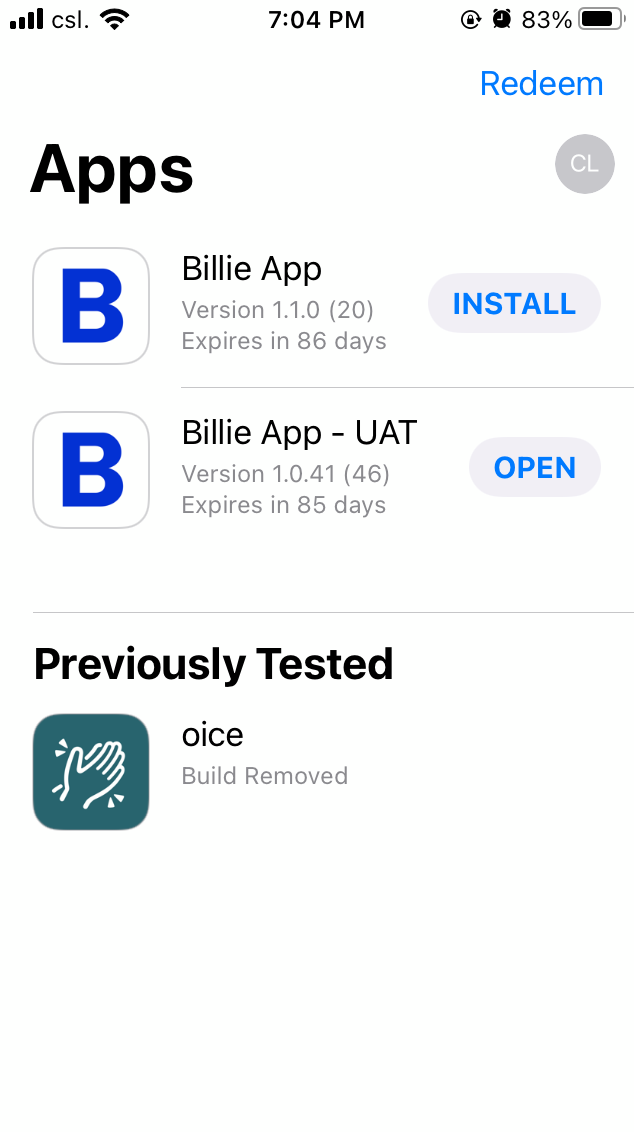 csl. 7:04 PM 83%
Redeem
Apps
CL
B
Billie App
Version 1.1.0 (20)
Expires in 86 days
INSTALL
B
Billie App - UAT
Version 1.0.41 (46)
Expires in 85 days
OPEN
Previously Tested
oice
Build Removed